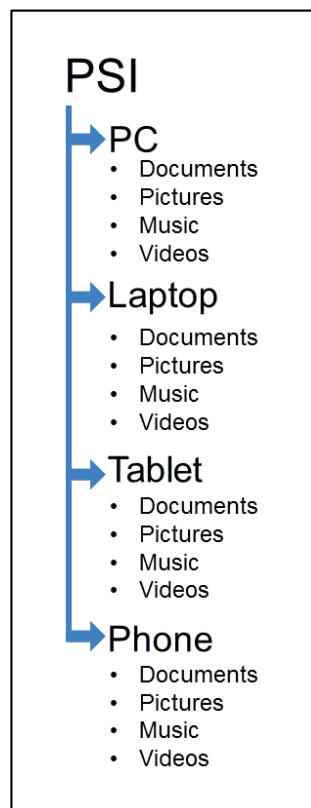 PSI
PC
• Documents
• Pictures
• Music
• Videos
Laptop
• Documents
• Pictures
• Music
• Videos
Tablet
• Documents
• Pictures
• Music
• Videos
Phone
• Documents
• Pictures
• Music
• Videos